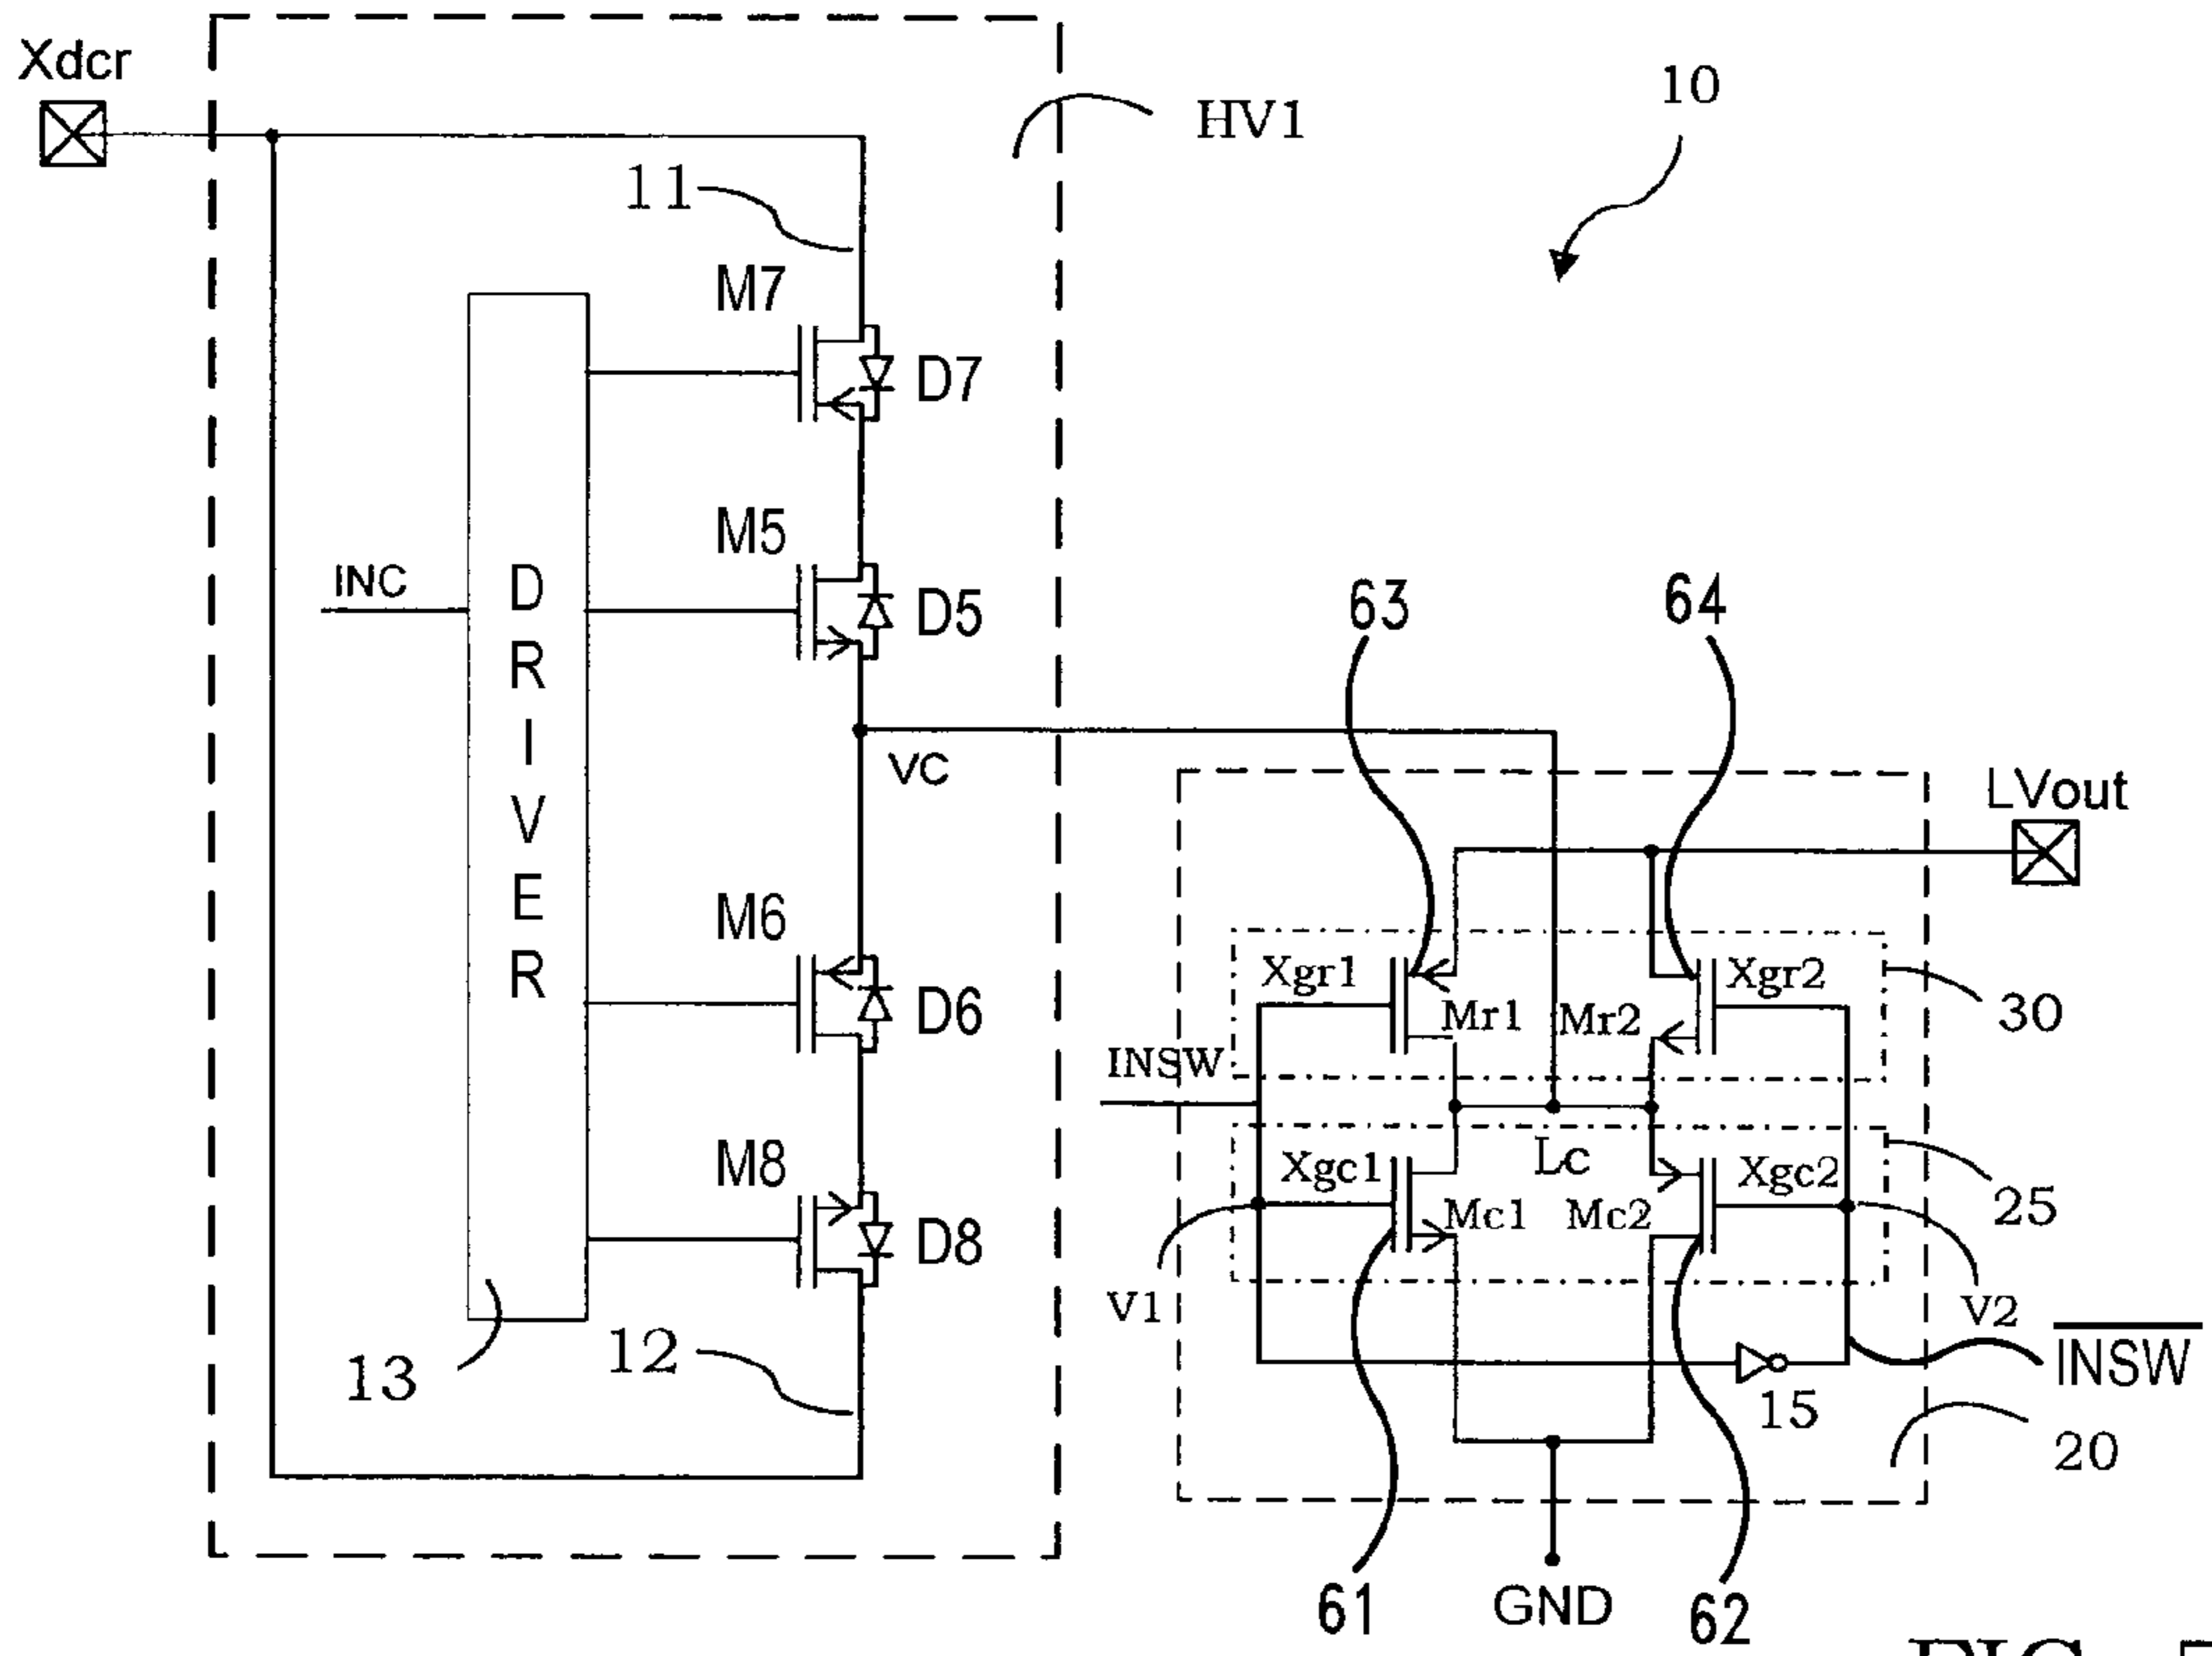 Xdcr
HV1
10
11
M7
D7
M5
D5
INC
DRIVER
63
64
VC
LVout
M6
D6
Xgr1
Xgr2
Mr1
Mr2
30
INSW
M8
D8
Xgc1
Lc
Xgc2
Mc1
Mc2
25
V1
V2
13
12
INSW
15
20
61
GND
62